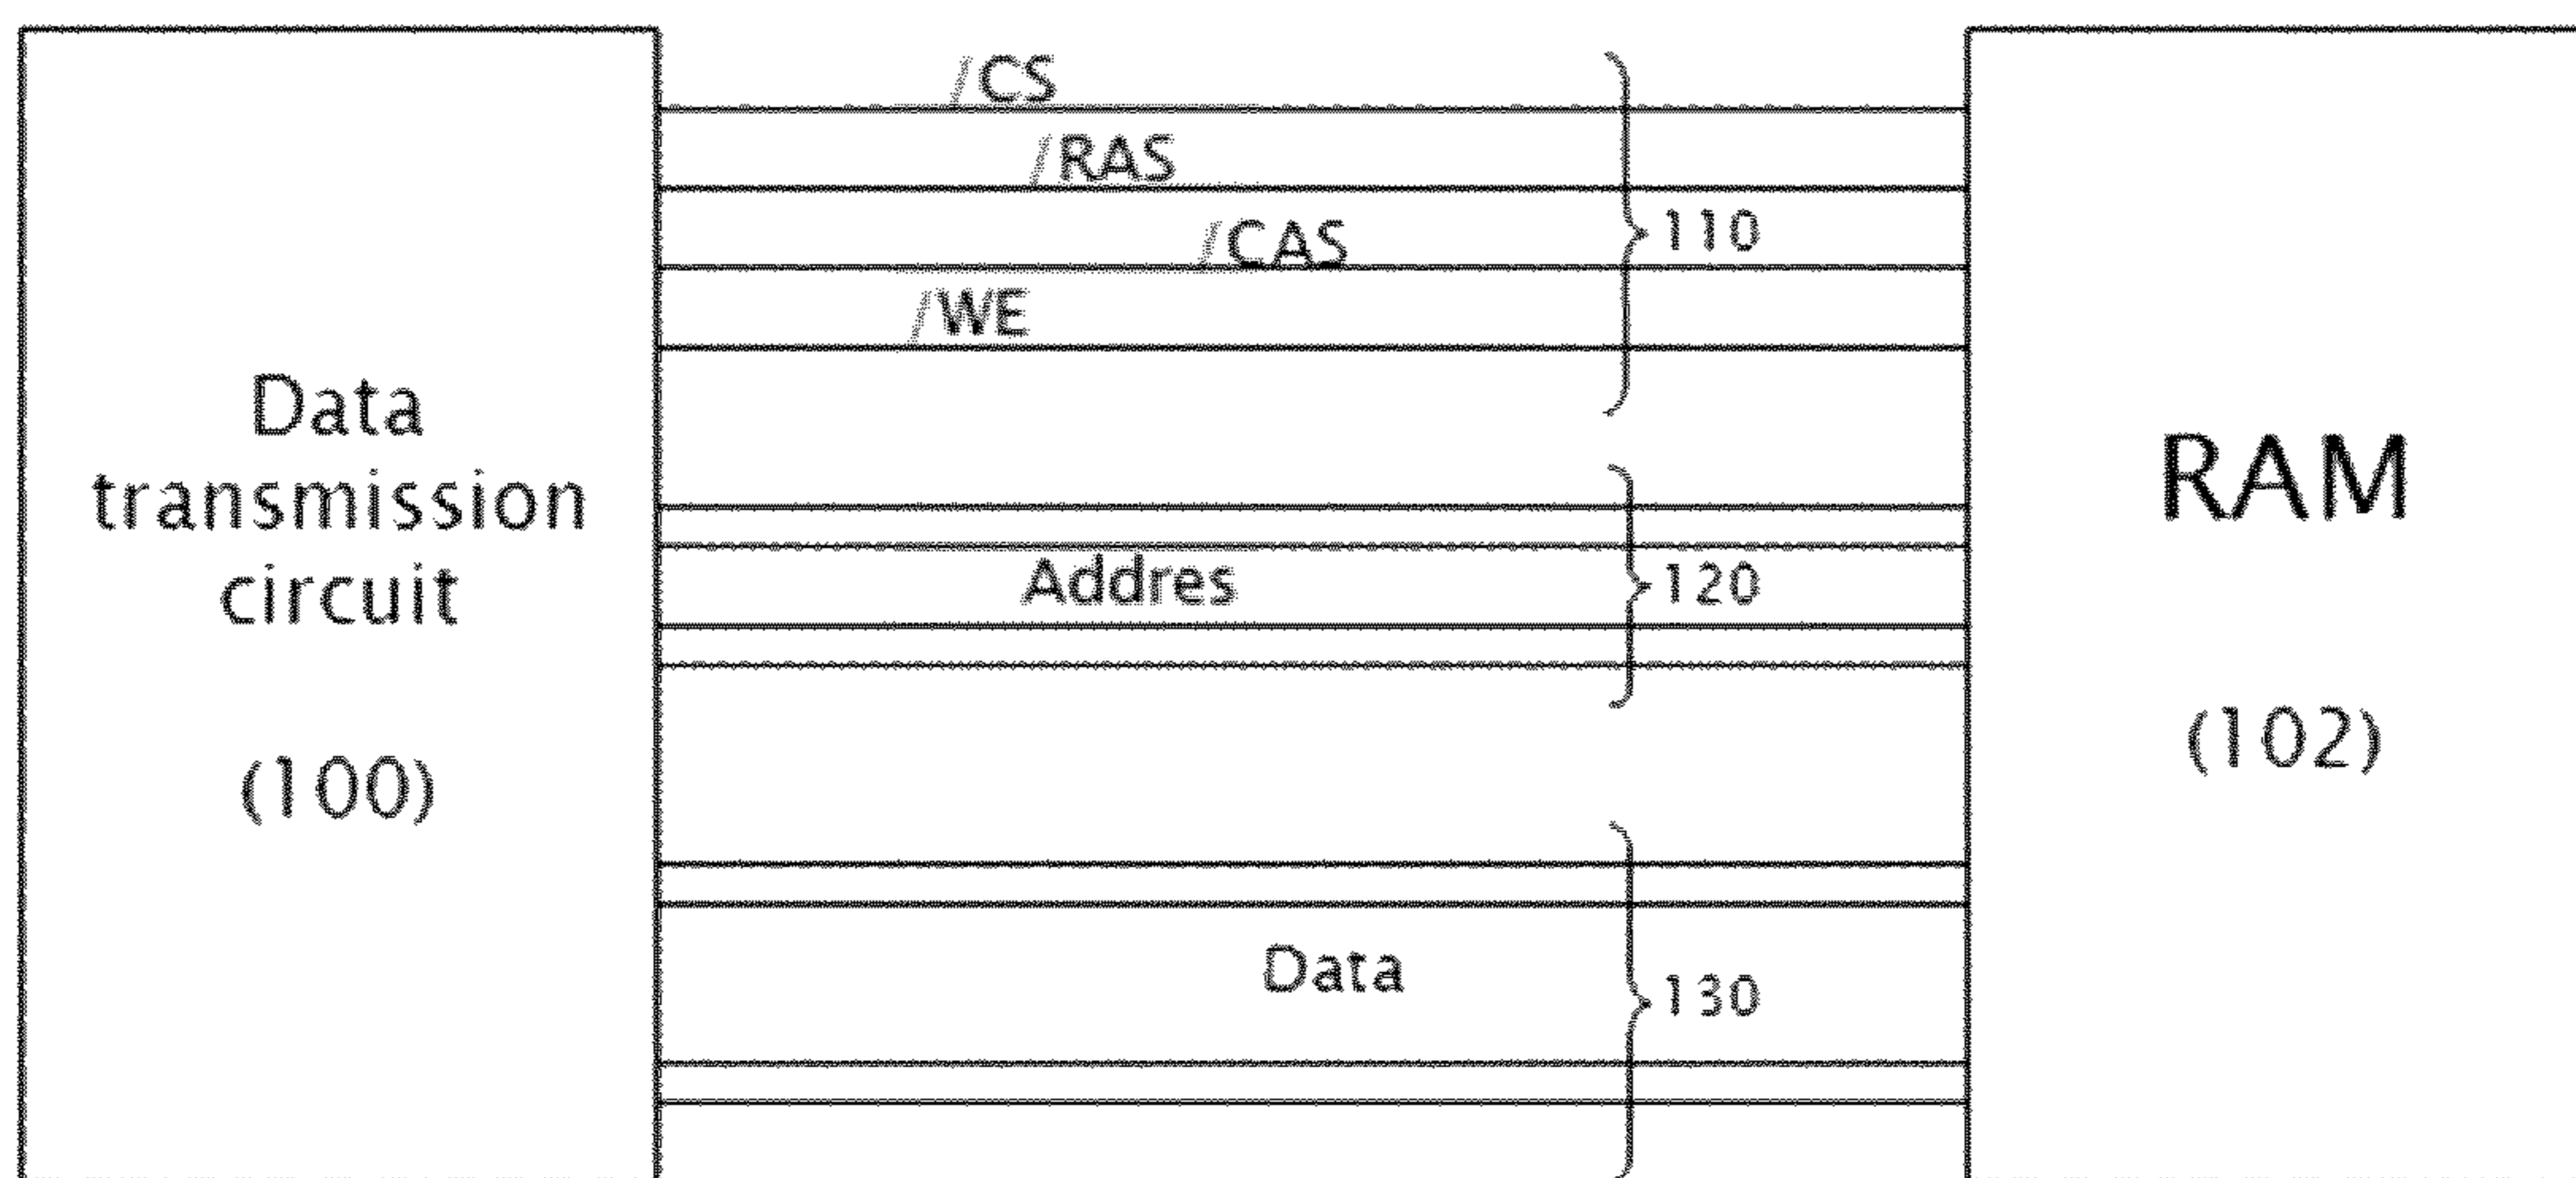 /CS
/RAS
/CAS
/WE
110
Data
transmission
circuit
(100)
Addres
120
RAM
(102)
Data
130